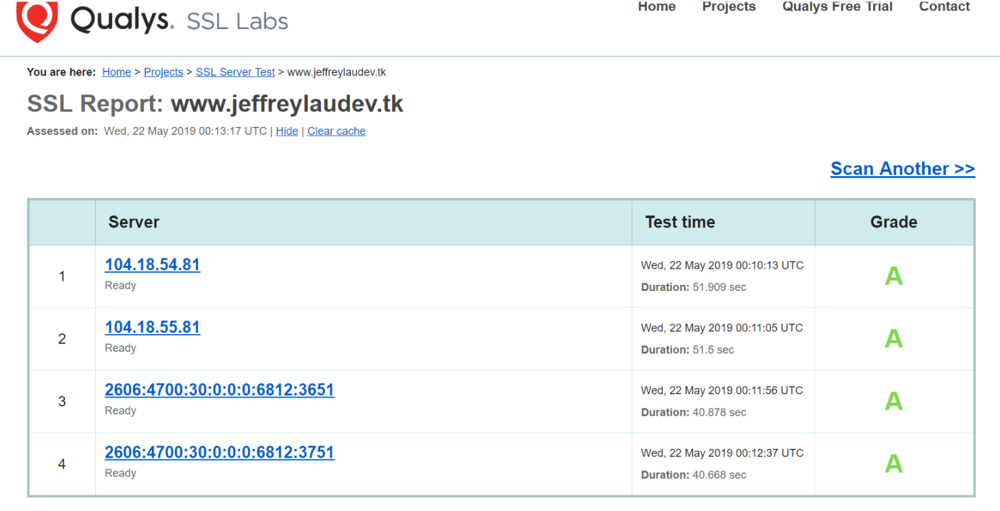 Qualys. SSL Labs
Home Projects Qualys Free Trial Contact
You are here: Home > Projects > SSL Server Test > www.jeffreylaudev.tk
SSL Report: www.jeffreylaudev.tk
Assessed on: Wed, 22 May 2019 00:13:17 UTC | Hide | Clear cache
Scan Another >>
Server Test time Grade
1 104.18.54.81 Wed, 22 May 2019 00:10:13 UTC A
Ready Duration: 51.909 sec
2 104.18.55.81 Wed, 22 May 2019 00:11:05 UTC A
Ready Duration: 51.5 sec
3 2606:4700:30:0:0:0:6812:3651 Wed, 22 May 2019 00:11:56 UTC A
Ready Duration: 40.878 sec
4 2606:4700:30:0:0:0:6812:3751 Wed, 22 May 2019 00:12:37 UTC A
Ready Duration: 40.668 sec